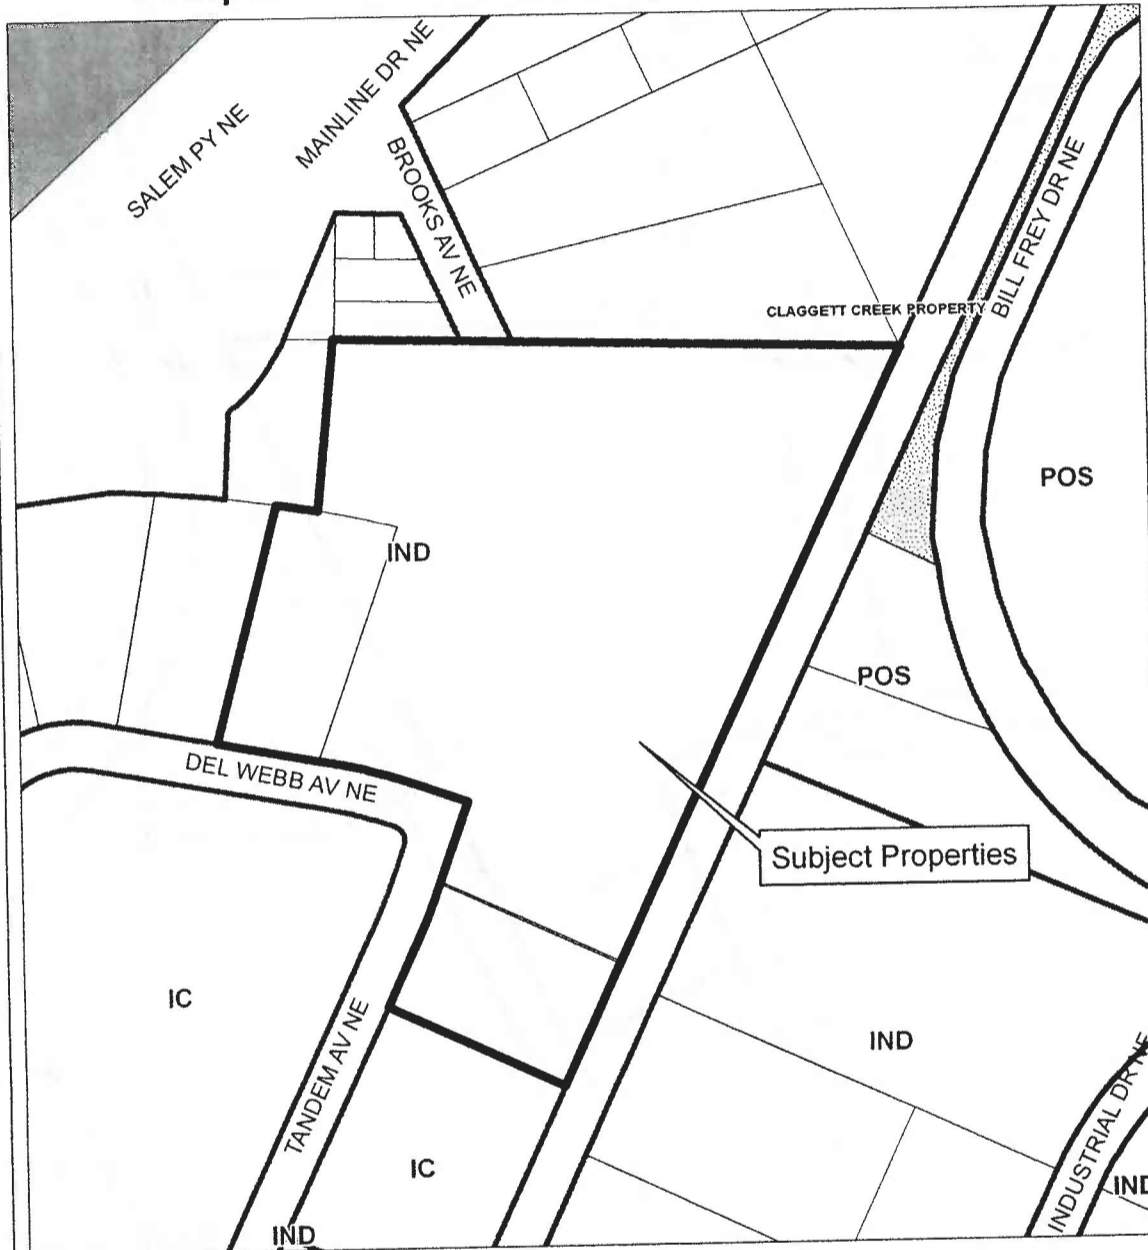 SALEM PY NE
MAINLINE DR NE
BROOKS AV NE
BILL FREY DR NE
CLAGGETT CREEK PROPERTY
POS
IND
POS
DEL WEBB AV NE
Subject Properties
IC
IND
TANDEM AV NE
INDUSTRIAL DR NE
IC
IND
IND